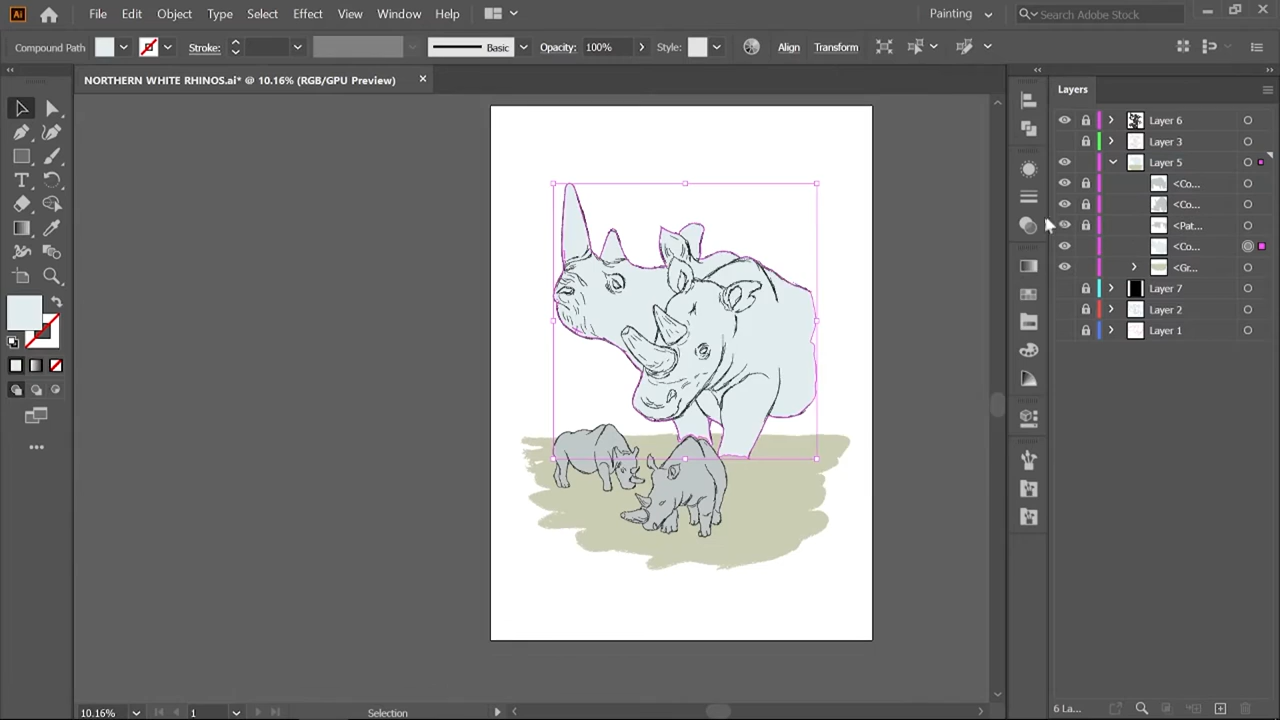 Ai File Edit Object Type Select Effect View Window Help Painting Search Adobe Stock
Compound Path Stroke: Basic Opacity: 100% Style: Align Transform
NORTHERN WHITE RHINOS.ai* @ 10.16% (RGB/GPU Preview)
Layers
Layer 6
Layer 3
Layer 5
<Co...
<Co...
<Pat...
<Co...
<Gr...
Layer 7
Layer 2
Layer 1
10.16% 1 Selection 6 La...